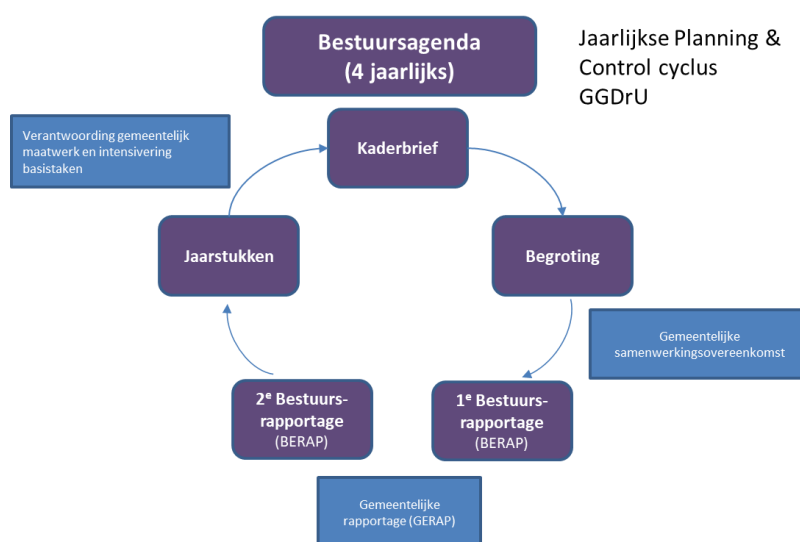 Bestuursagenda
(4 jaarlijks)
Jaarlijkse Planning &
Control cyclus
GGDrU
Verantwoording gemeentelijk
maatwerk en intensivering
basistaken
Kaderbrief
Jaarstukken
Begroting
Gemeentelijke
samenwerkingsovereenkomst
2e Bestuurs-
rapportage
(BERAP)
1e Bestuurs-
rapportage
(BERAP)
Gemeentelijke
rapportage (GERAP)